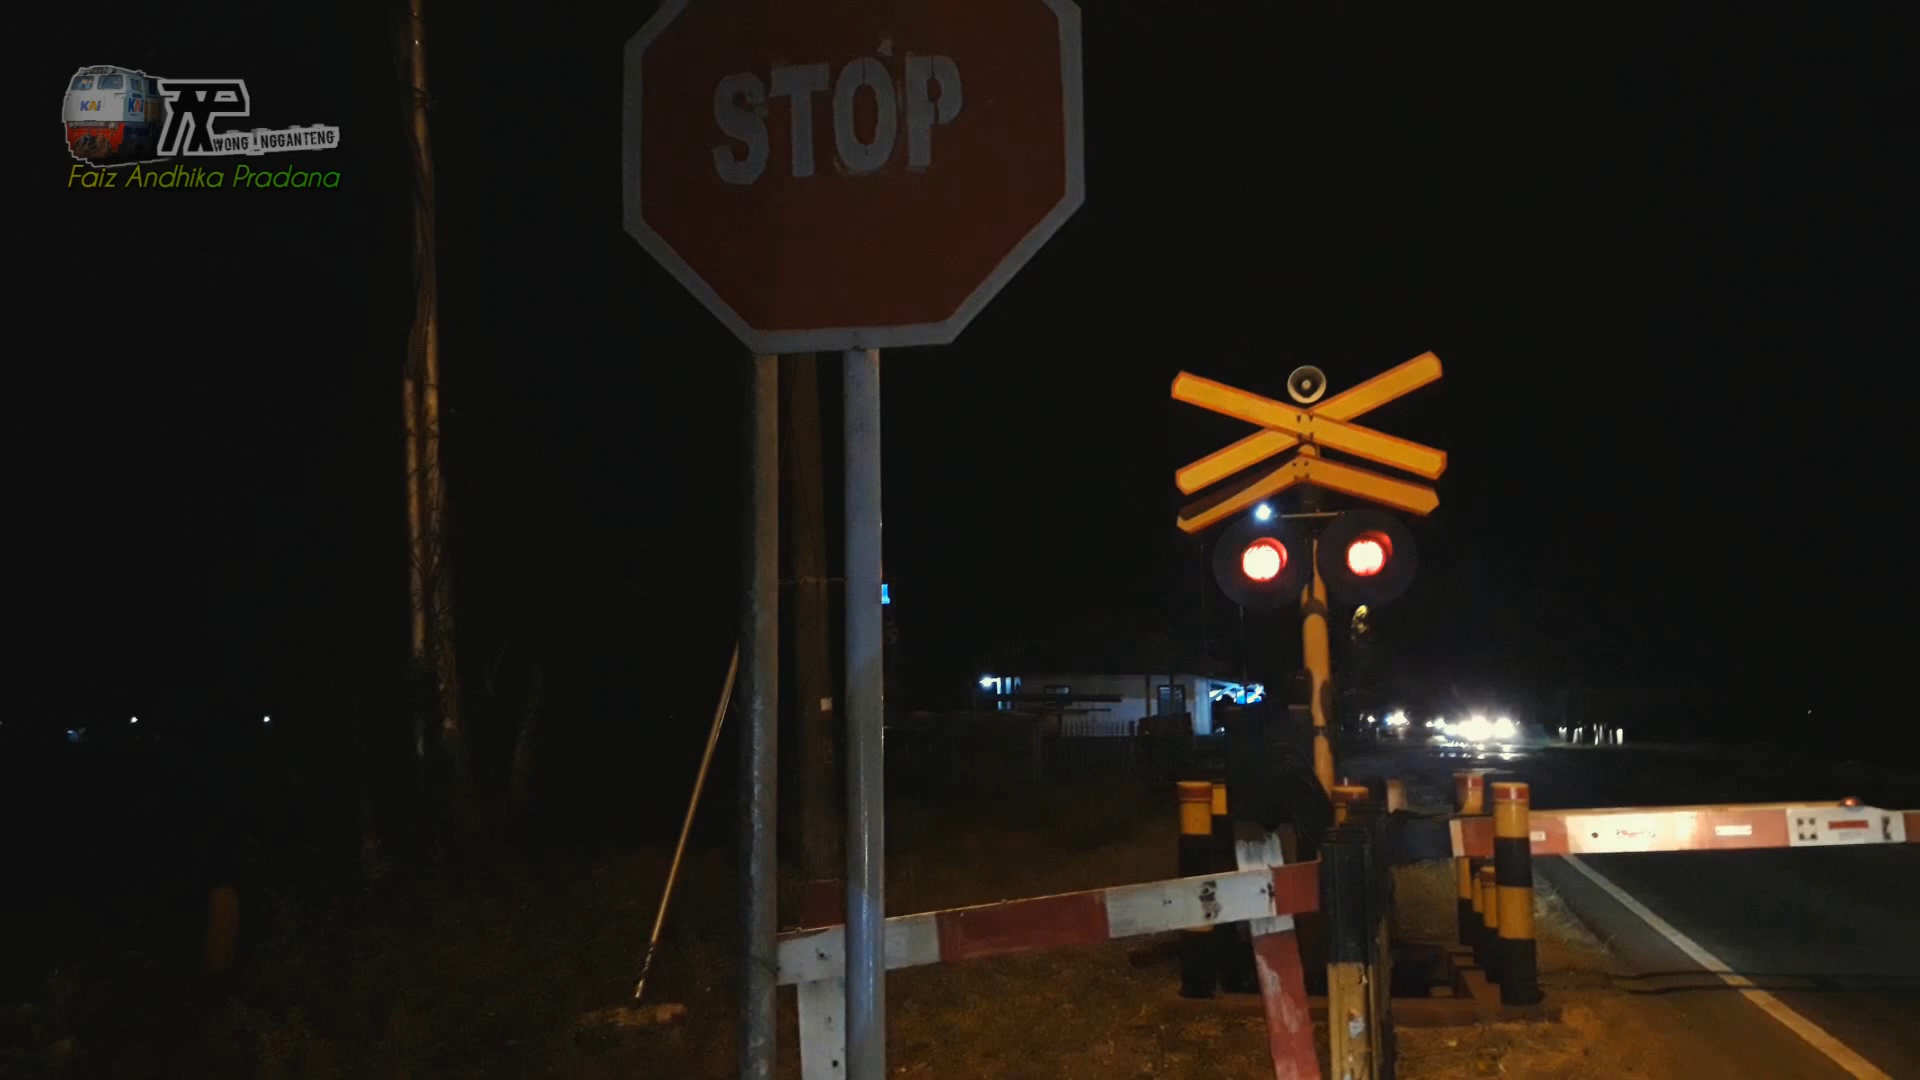 KAI
KAI
WONG NGGANTENG
Faiz Andhika Pradana
STOP